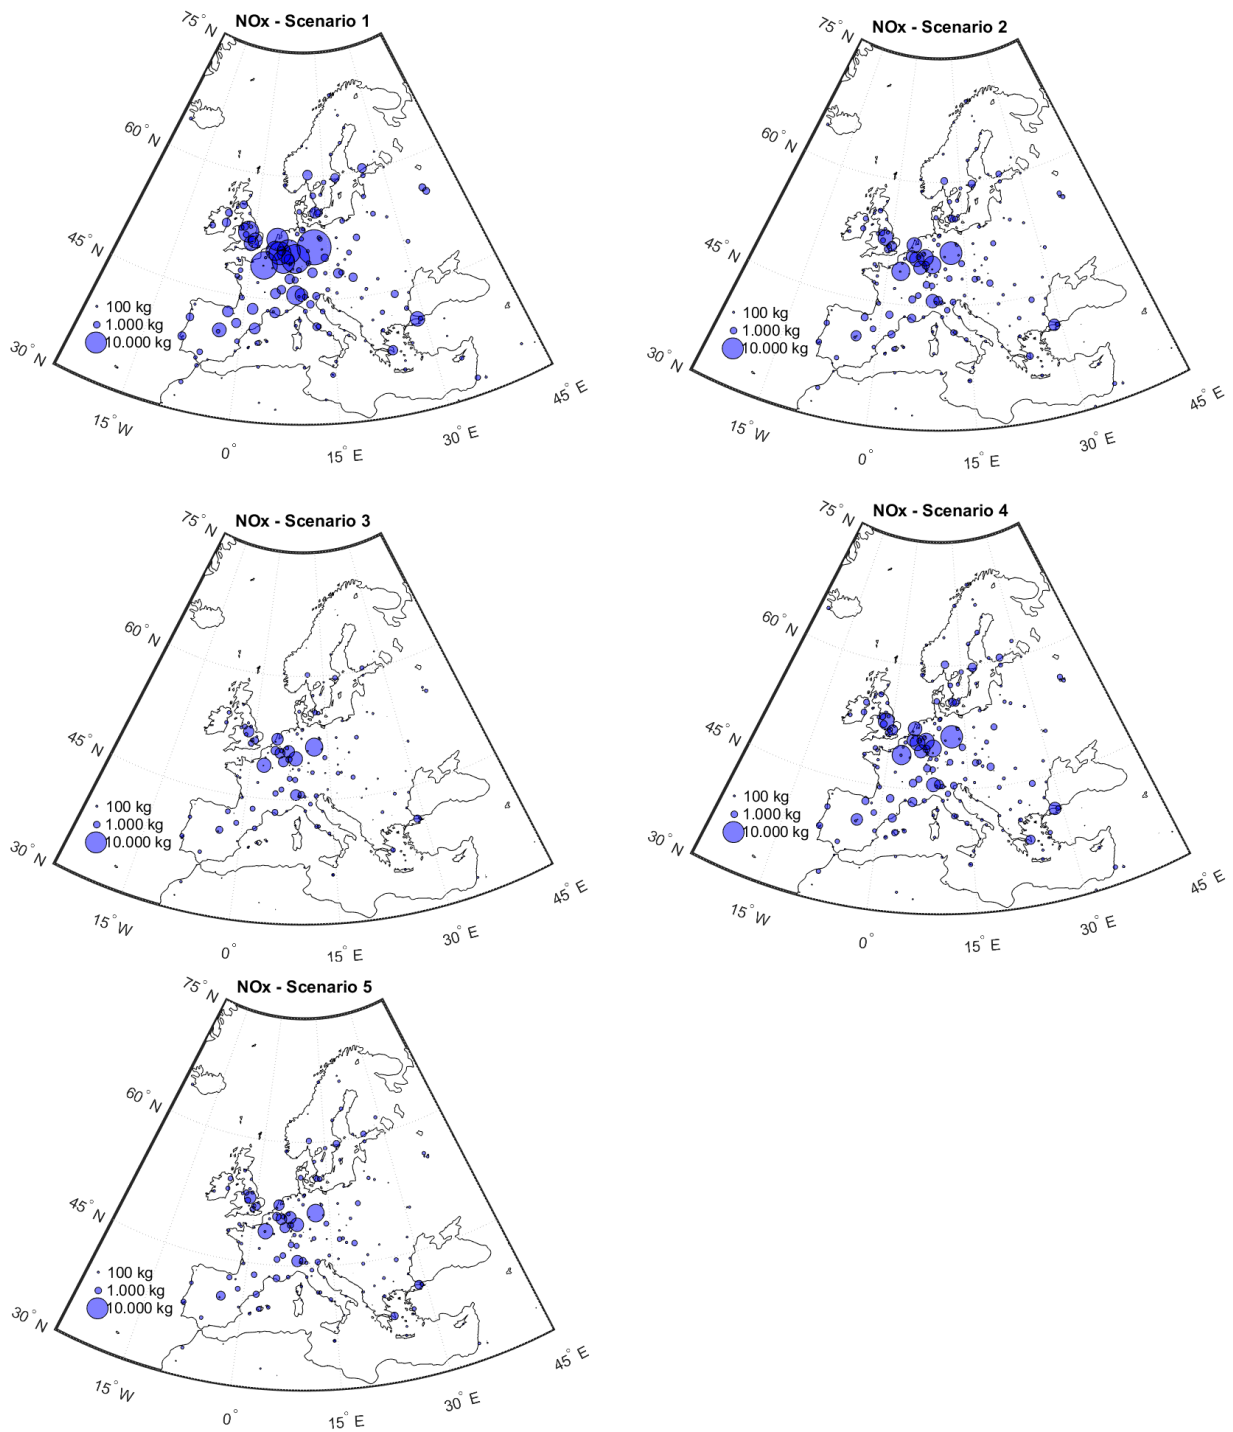 NOx - Scenario 1
75° N
60° N
45° N
30° N
15° W
0°
15° E
30° E
45° E
100 kg
1.000 kg
10.000 kg
NOx - Scenario 2
75° N
60° N
45° N
30° N
15° W
0°
15° E
30° E
45° E
100 kg
1.000 kg
10.000 kg
NOx - Scenario 3
75° N
60° N
45° N
30° N
15° W
0°
15° E
30° E
45° E
100 kg
1.000 kg
10.000 kg
NOx - Scenario 4
75° N
60° N
45° N
30° N
15° W
0°
15° E
30° E
45° E
100 kg
1.000 kg
10.000 kg
NOx - Scenario 5
75° N
60° N
45° N
30° N
15° W
0°
15° E
30° E
45° E
100 kg
1.000 kg
10.000 kg